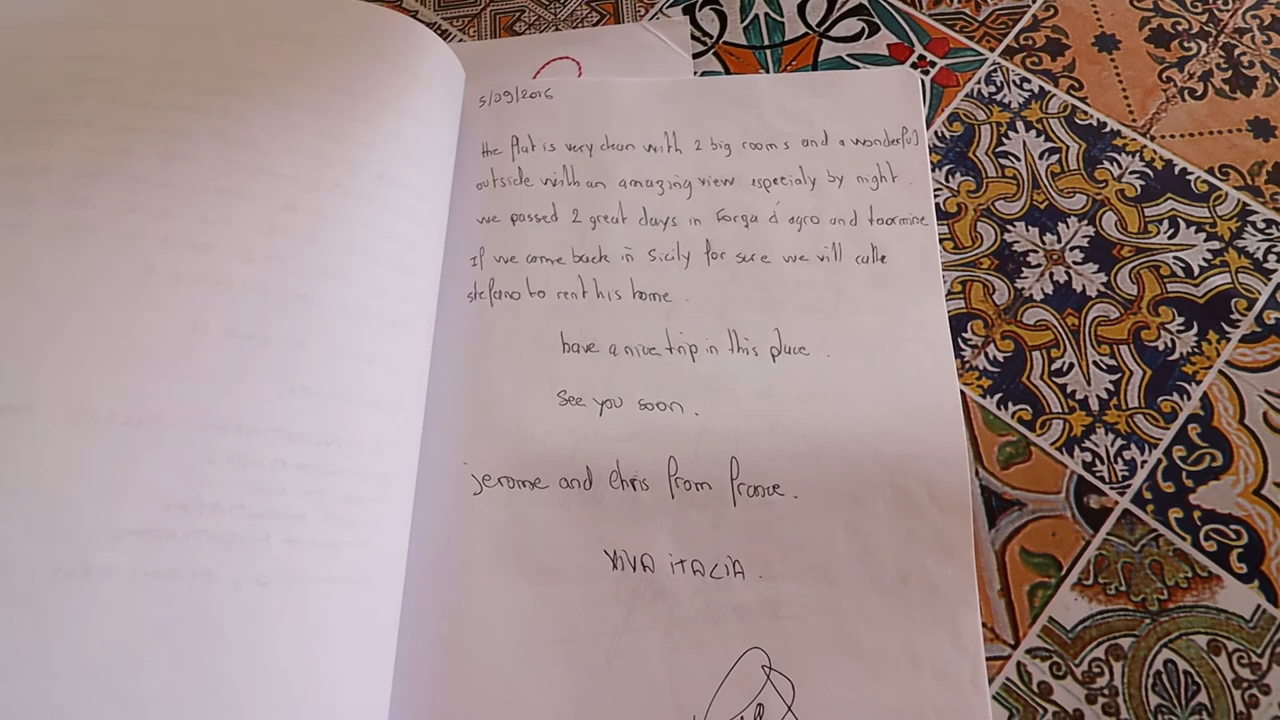 5/09/2016
the flat is very clean with 2 big rooms and a wonderful
outside with an amazing view especialy by night .
we passed 2 great days in Forga d'agro and taormine
If we come back in Sicily for sure we will calle
stefano to rent his home .
have a nice trip in this place .
See you soon .
jerome and chris from france .
VIVA iTALIA .